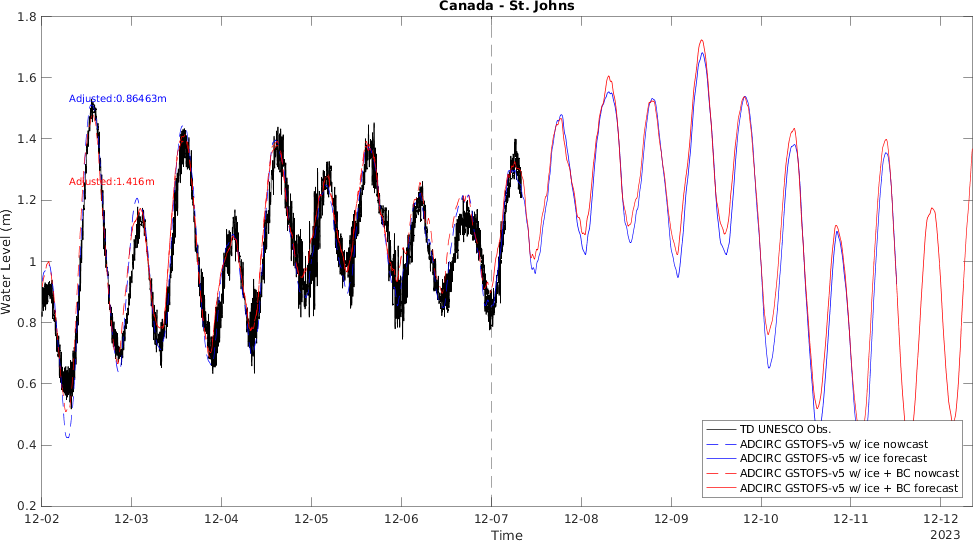 Canada - St. Johns
1.8
1.6
1.4
1.2
1
0.8
0.6
0.4
0.2
Water Level (m)
Adjusted:0.86463m
Adjusted:1.416m
TD UNESCO Obs.
ADCIRC GSTOFS-v5 w/ ice nowcast
ADCIRC GSTOFS-v5 w/ ice forecast
ADCIRC GSTOFS-v5 w/ ice + BC nowcast
ADCIRC GSTOFS-v5 w/ ice + BC forecast
12-02 12-03 12-04 12-05 12-06 12-07 12-08 12-09 12-10 12-11 12-12
2023
Time